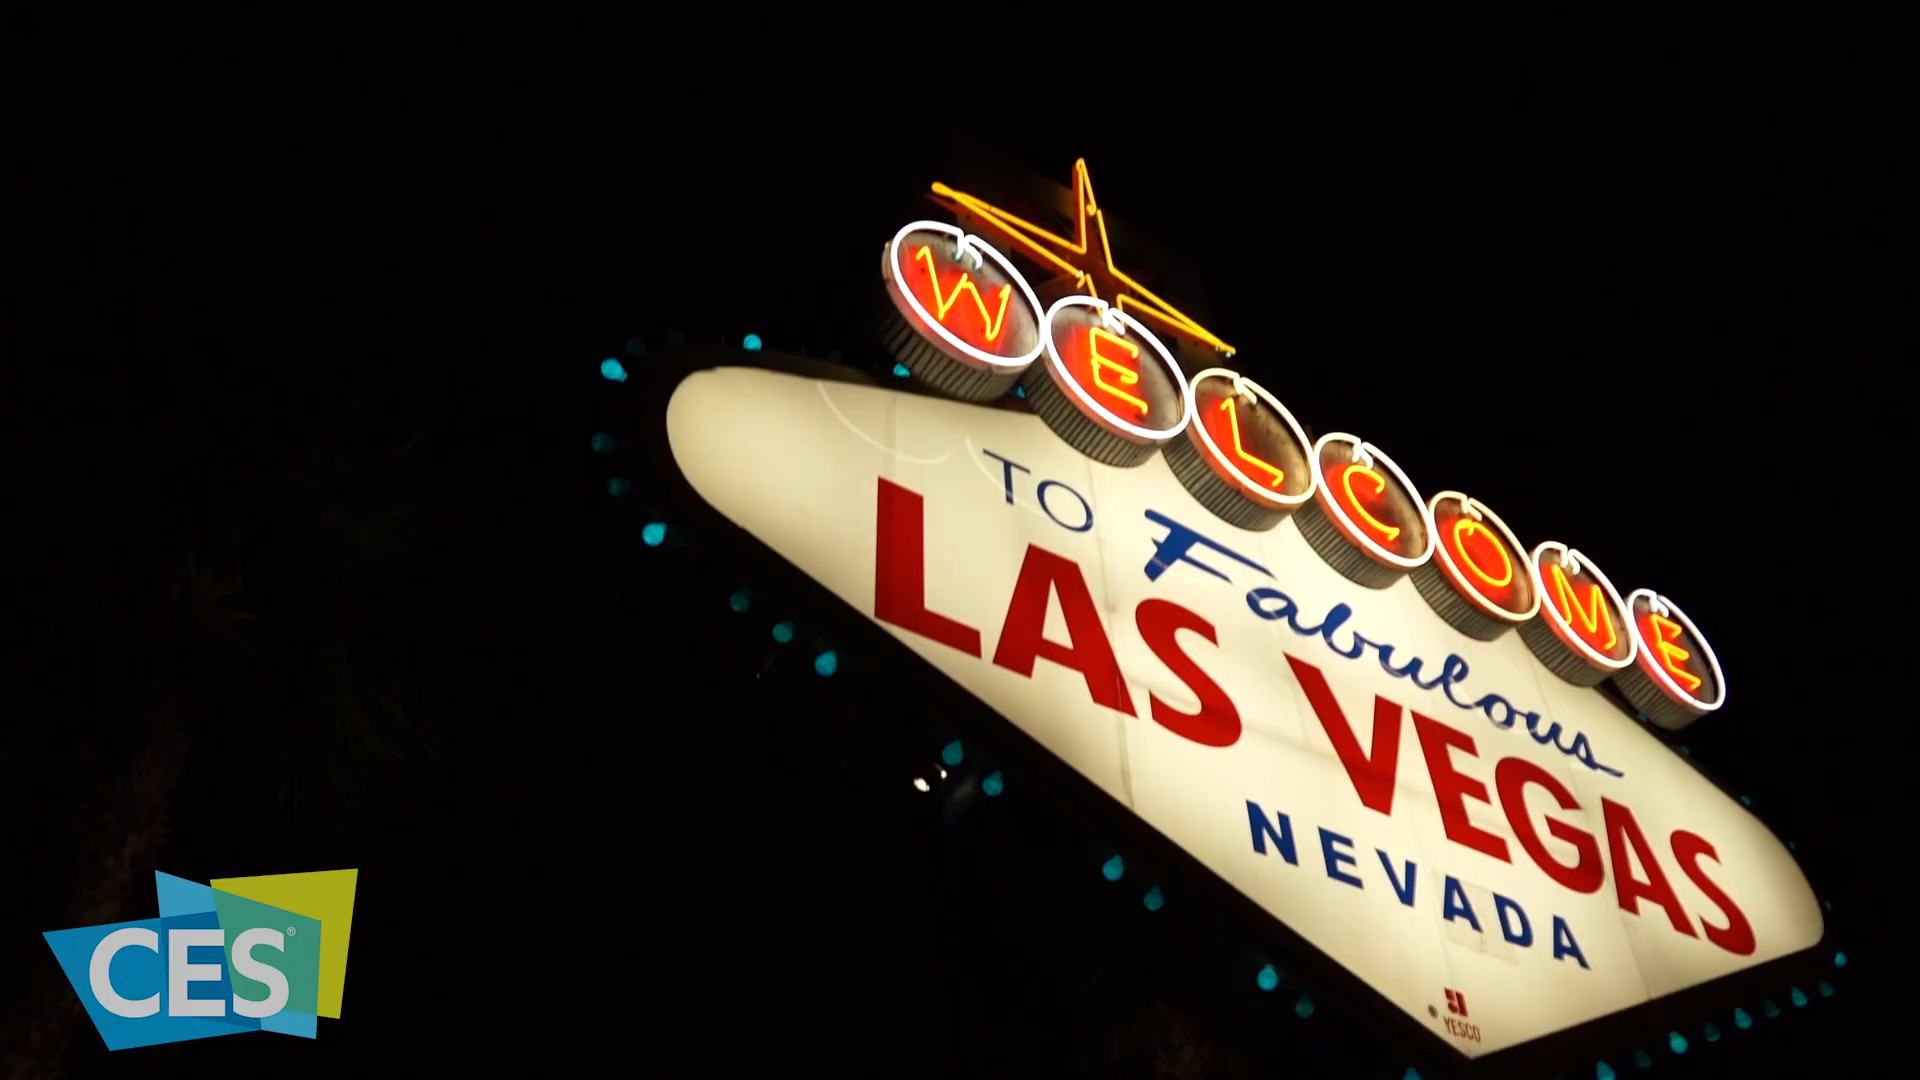 WELCOME
TO Fabulous
LAS VEGAS
NEVADA
YESCO
CES®